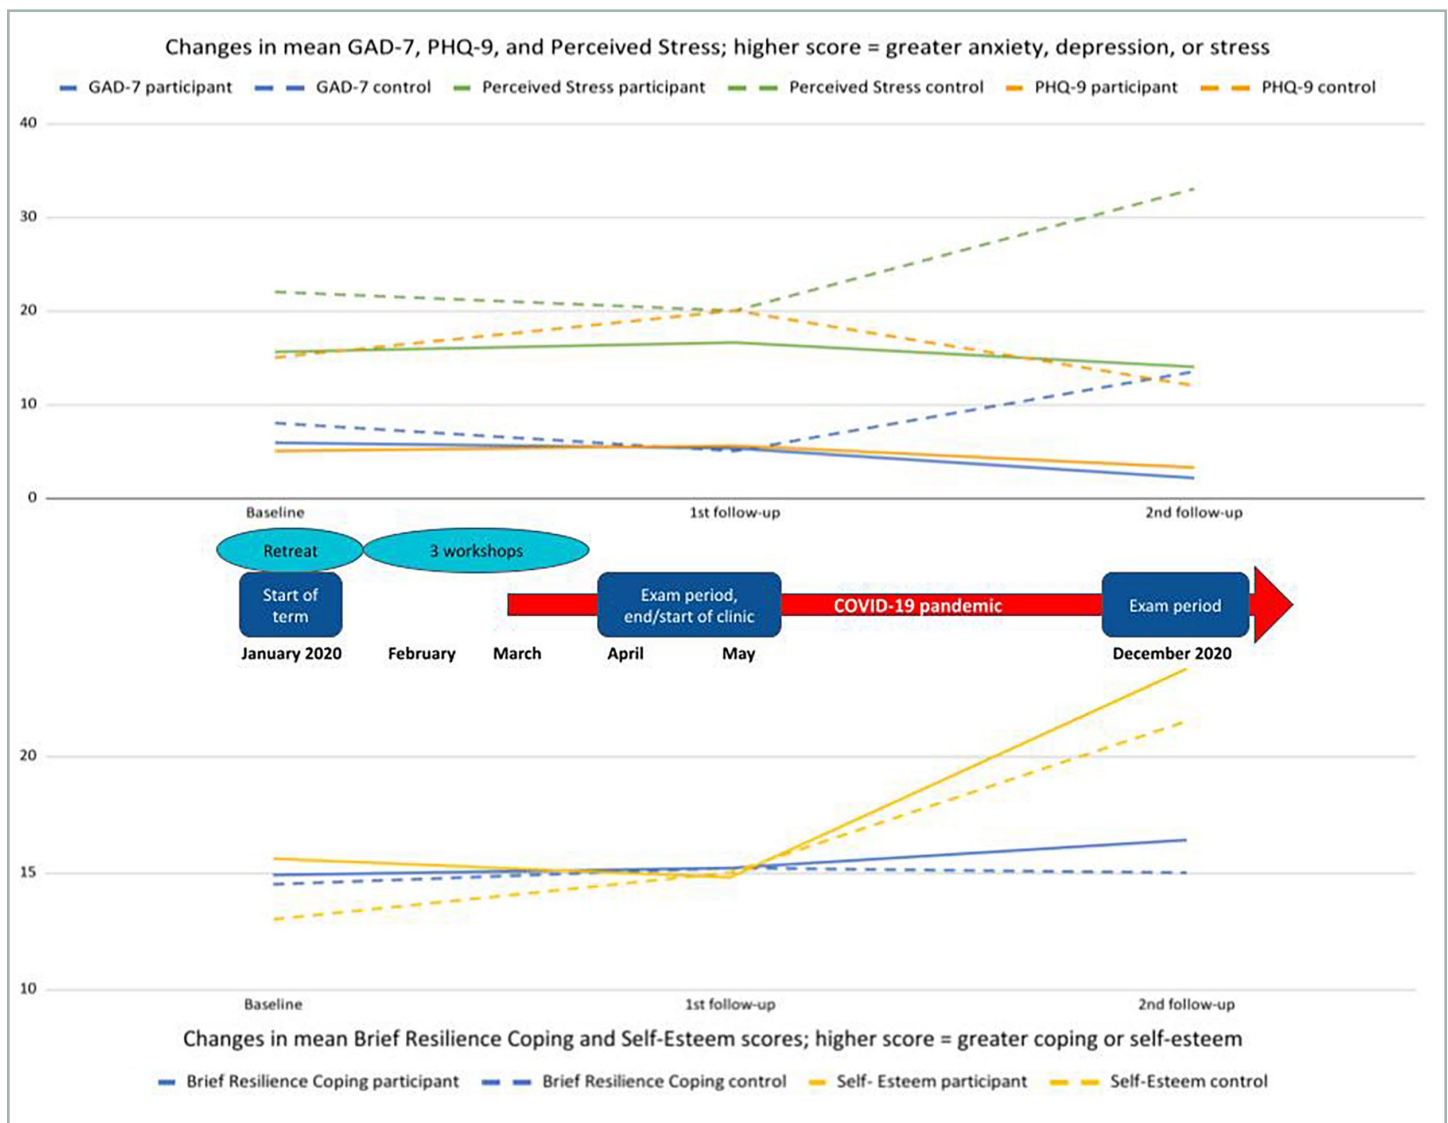 Changes in mean GAD-7, PHQ-9, and Perceived Stress; higher score = greater anxiety, depression, or stress
GAD-7 participant GAD-7 control Perceived Stress participant Perceived Stress control PHQ-9 participant PHQ-9 control
40
30
20
10
0
Baseline 1st follow-up 2nd follow-up
Retreat 3 workshops
Start of
term
Exam period,
end/start of clinic
COVID-19 pandemic
Exam period
January 2020 February March April May December 2020
20
15
10
Baseline 1st follow-up 2nd follow-up
Changes in mean Brief Resilience Coping and Self-Esteem scores; higher score = greater coping or self-esteem
Brief Resilience Coping participant Brief Resilience Coping control Self- Esteem participant Self-Esteem control